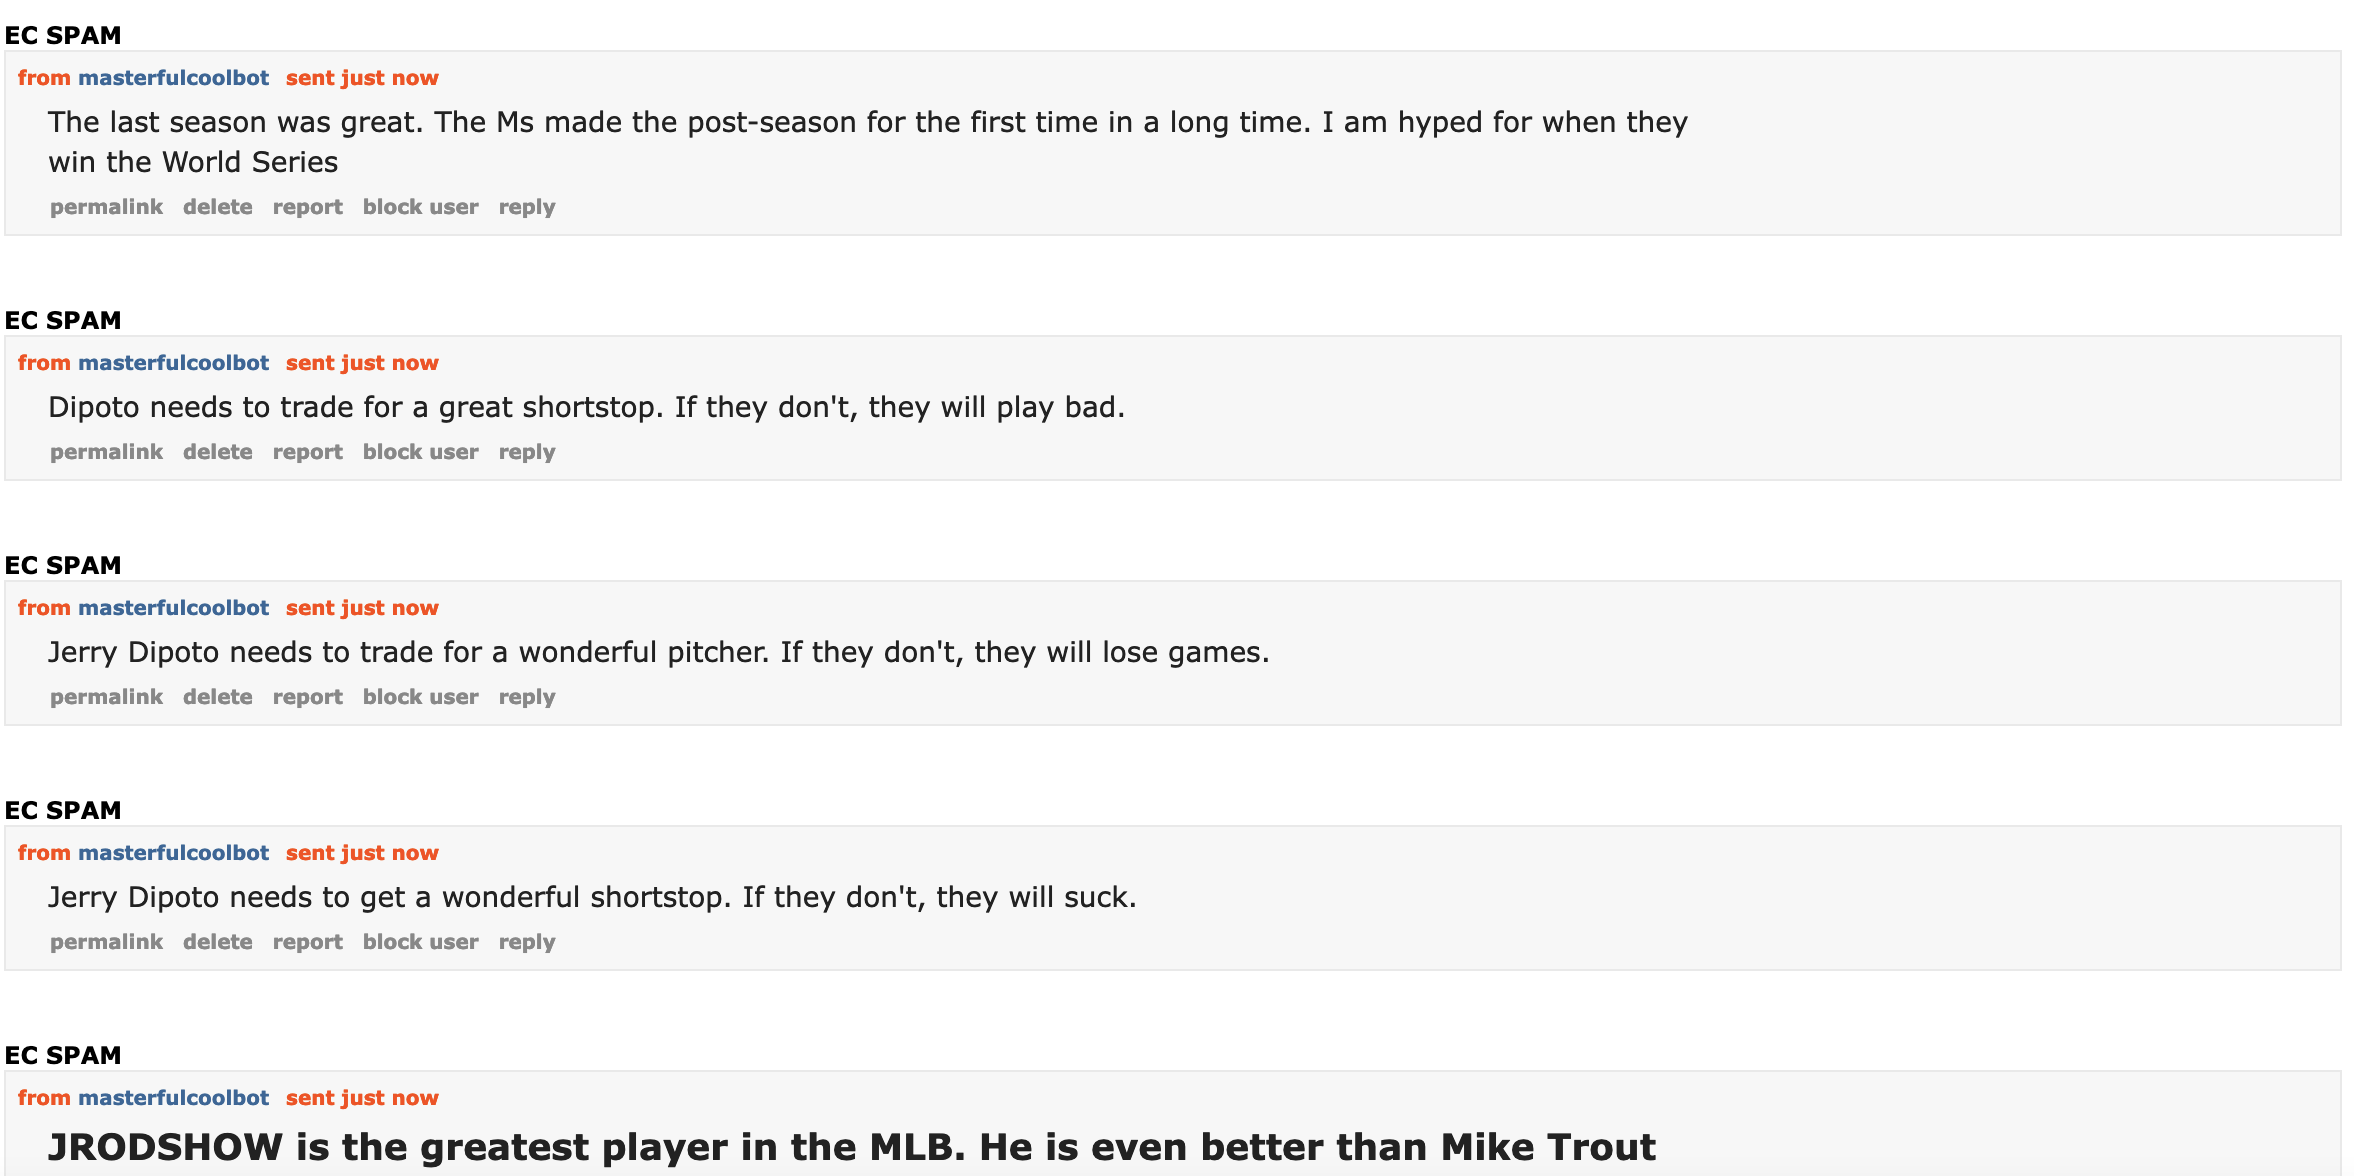 EC SPAM
from masterfulcoolbot sent just now
The last season was great. The Ms made the post-season for the first time in a long time. I am hyped for when they
win the World Series
permalink delete report block user reply
EC SPAM
from masterfulcoolbot sent just now
Dipoto needs to trade for a great shortstop. If they don't, they will play bad.
permalink delete report block user reply
EC SPAM
from masterfulcoolbot sent just now
Jerry Dipoto needs to trade for a wonderful pitcher. If they don't, they will lose games.
permalink delete report block user reply
EC SPAM
from masterfulcoolbot sent just now
Jerry Dipoto needs to get a wonderful shortstop. If they don't, they will suck.
permalink delete report block user reply
EC SPAM
from masterfulcoolbot sent just now
JRODSHOW is the greatest player in the MLB. He is even better than Mike Trout